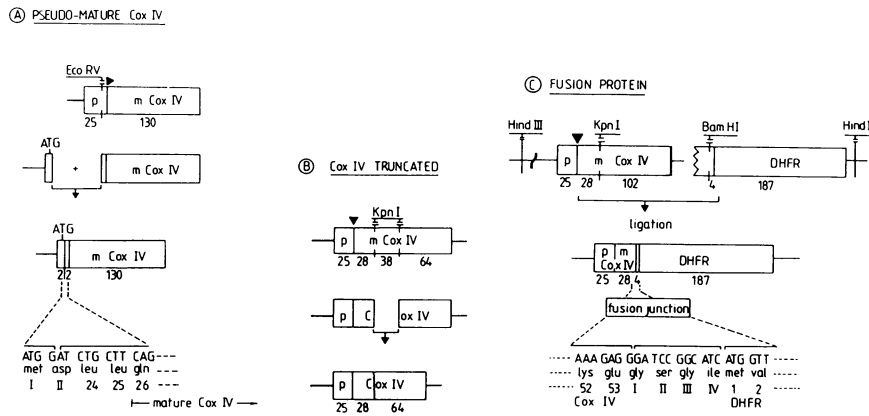 A PSEUDO-MATURE Cox IV
Eco RV
p m Cox IV
25 130
ATG
+ m Cox IV
ATG
m Cox IV
2 2 130
ATG GAT CTG CTT CAG ----
met asp leu leu gln
I II 24 25 26 ----
mature Cox IV
B Cox IV TRUNCATED
Kpn I
p m Cox IV
25 28 38 64
p C ox IV
p Cox IV
25 28 64
C FUSION PROTEIN
Hind III Kpn I Bam HI Hind I
p m Cox IV DHFR
25 28 102 4 187
ligation
p m DHFR
Cox IV
25 28 4 187
fusion junction
----- AAA GAG GGA TCC GGC ATC ATG GTT -----
lys glu gly ser gly ile met val
----- 52 53 I II III IV 1 2 -----
Cox IV DHFR